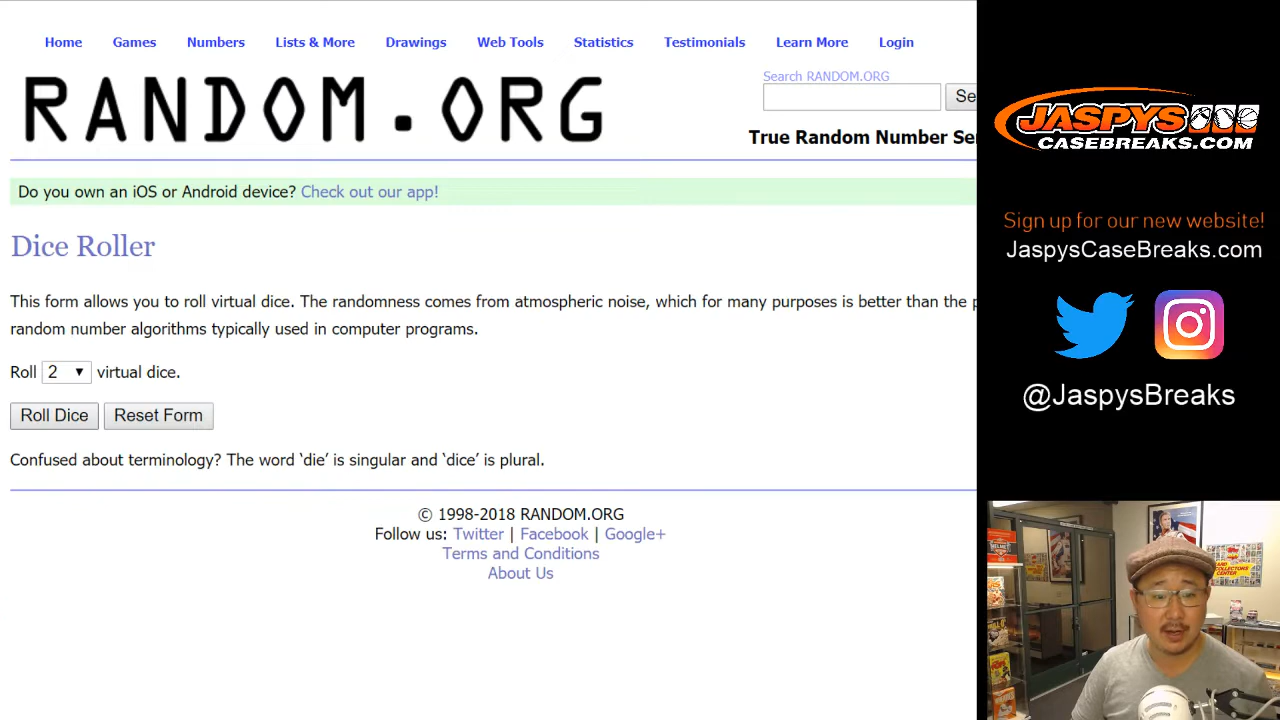 Home Games Numbers Lists & More Drawings Web Tools Statistics Testimonials Learn More Login
RANDOM.ORG
Search RANDOM.ORG
Se
True Random Number Se
Do you own an iOS or Android device? Check out our app!
Dice Roller
This form allows you to roll virtual dice. The randomness comes from atmospheric noise, which for many purposes is better than the
random number algorithms typically used in computer programs.
Roll 2 virtual dice.
Roll Dice Reset Form
Confused about terminology? The word ‘die’ is singular and ‘dice’ is plural.
© 1998-2018 RANDOM.ORG
Follow us: Twitter | Facebook | Google+
Terms and Conditions
About Us
JASPYS
CASEBREAKS.COM
Sign up for our new website!
JaspysCaseBreaks.com
@JaspysBreaks